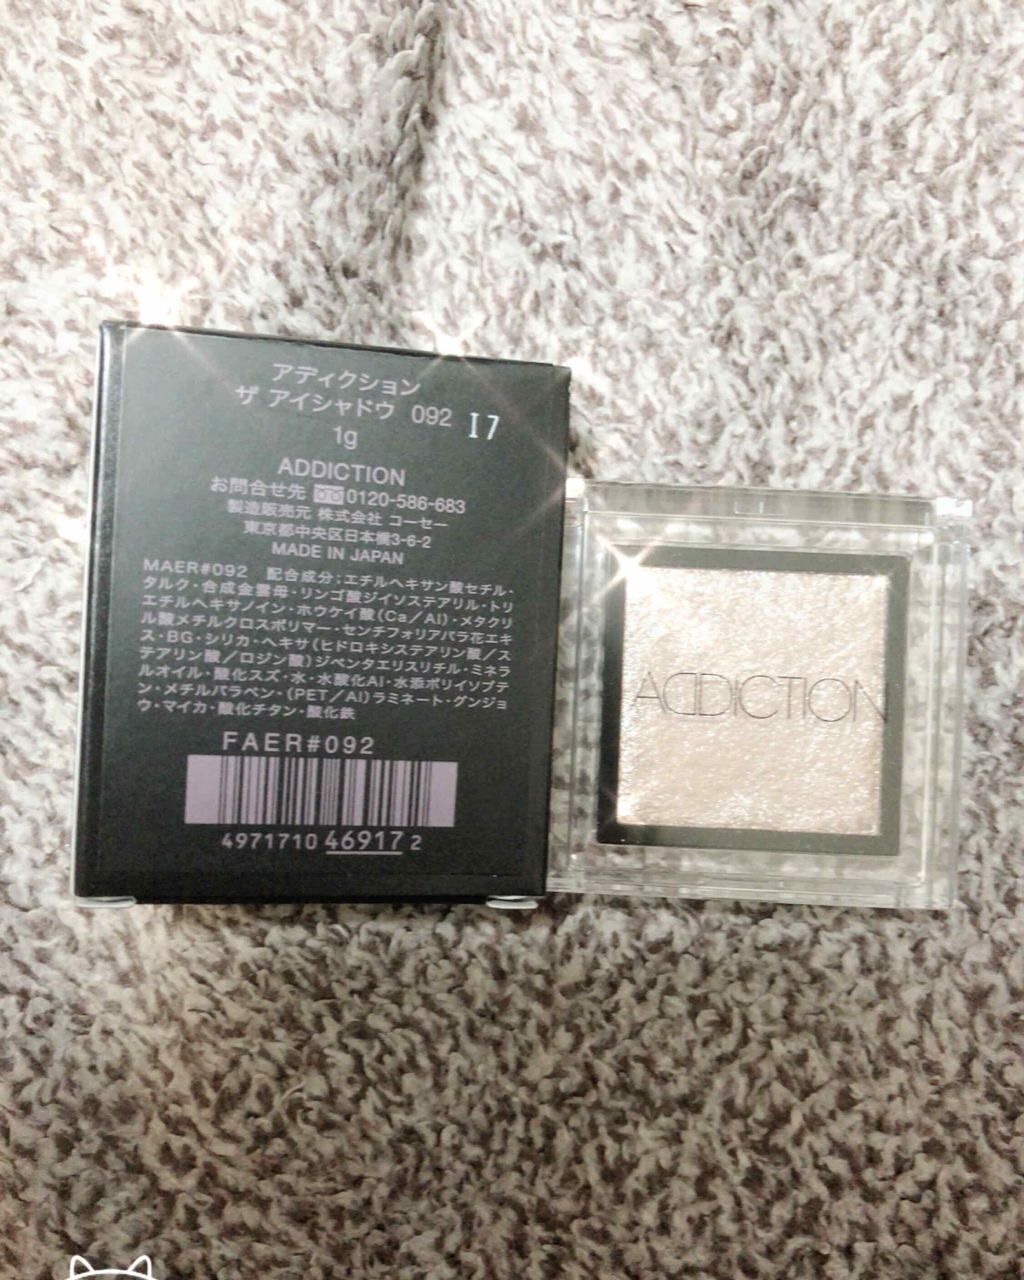 アディクション
ザ アイシャドウ 092 I7
1g
ADDICTION
お問合せ先 0120-586-683
製造販売元 株式会社 コーセー
東京都中央区日本橋3-6-2
MADE IN JAPAN
MAER#092 配合成分:エチルヘキサン酸セチル・
タルク・合成金雲母・リンゴ酸ジイソステアリル・トリ
エチルヘキサノイン・ホウケイ酸(Ca/Al)・メタクリ
ル酸メチルクロスポリマー・センチフォリアバラ花エキ
ス・BG・シリカ・ヘキサ(ヒドロキシステアリン酸/ス
テアリン酸/ロジン酸)ジペンタエリスリチル・ミネラ
ルオイル・酸化スズ・水・水酸化Al・水添ポリイソブテ
ン・メチルパラベン・(PET/Al)ラミネート・グンジョ
ウ・マイカ・酸化チタン・酸化鉄
FAER#092
4971710 46917 2
ADDICTION